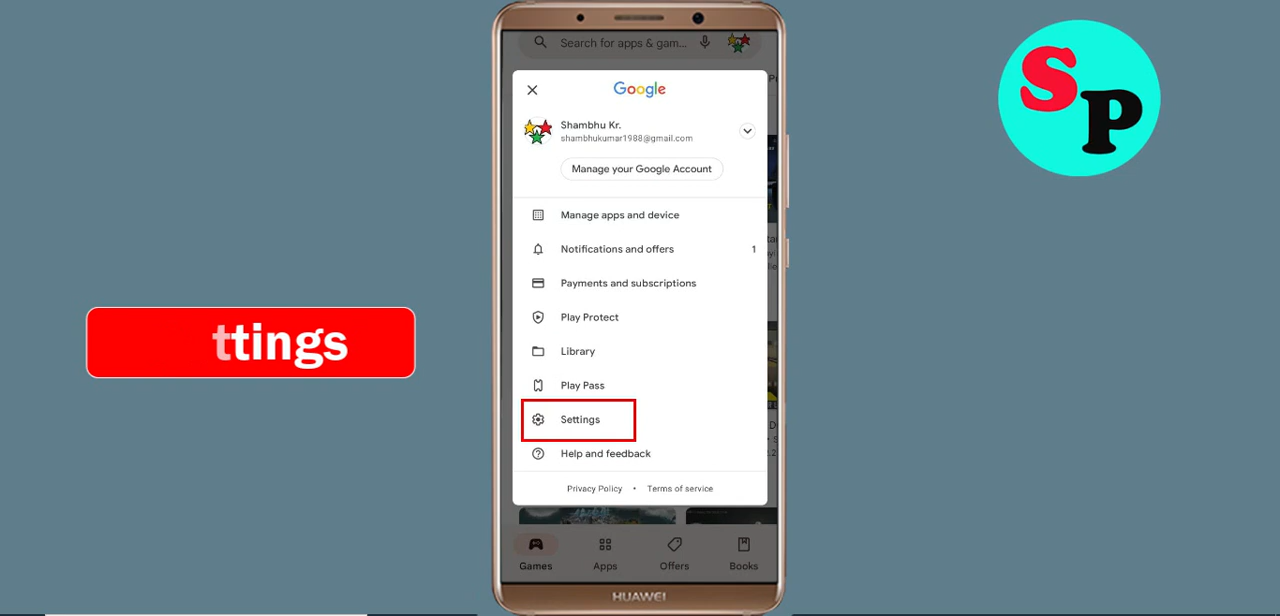 Search for apps & gam...
Google
Shambhu Kr.
shambhukumar1988@gmail.com
Manage your Google Account
Manage apps and device
Notifications and offers 1
Payments and subscriptions
Play Protect
Library
Play Pass
Settings
Help and feedback
Privacy Policy • Terms of service
Games Apps Offers Books
HUAWEI
ttings
SP